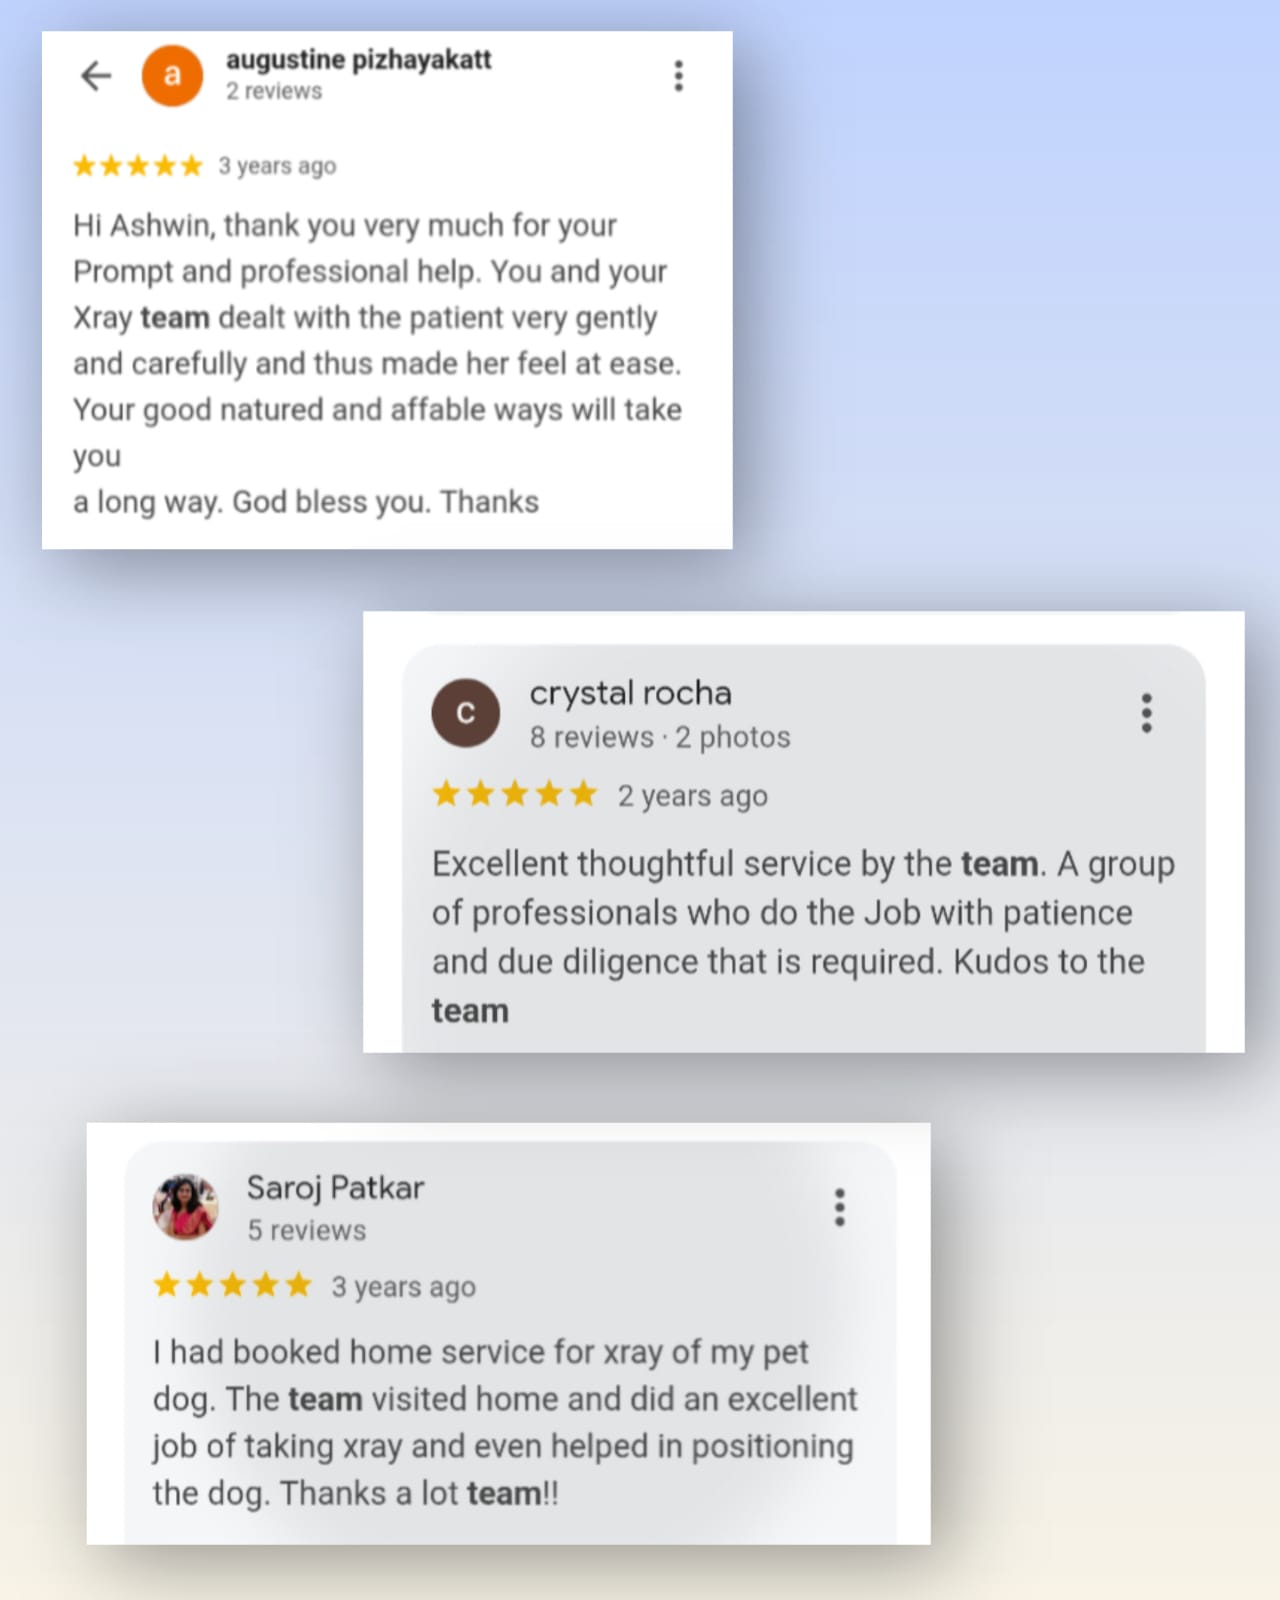 a
augustine pizhayakatt
2 reviews
3 years ago
Hi Ashwin, thank you very much for your
Prompt and professional help. You and your
Xray team dealt with the patient very gently
and carefully and thus made her feel at ease.
Your good natured and affable ways will take
you
a long way. God bless you. Thanks
c
crystal rocha
8 reviews · 2 photos
2 years ago
Excellent thoughtful service by the team. A group
of professionals who do the Job with patience
and due diligence that is required. Kudos to the
team
Saroj Patkar
5 reviews
3 years ago
I had booked home service for xray of my pet
dog. The team visited home and did an excellent
job of taking xray and even helped in positioning
the dog. Thanks a lot team!!